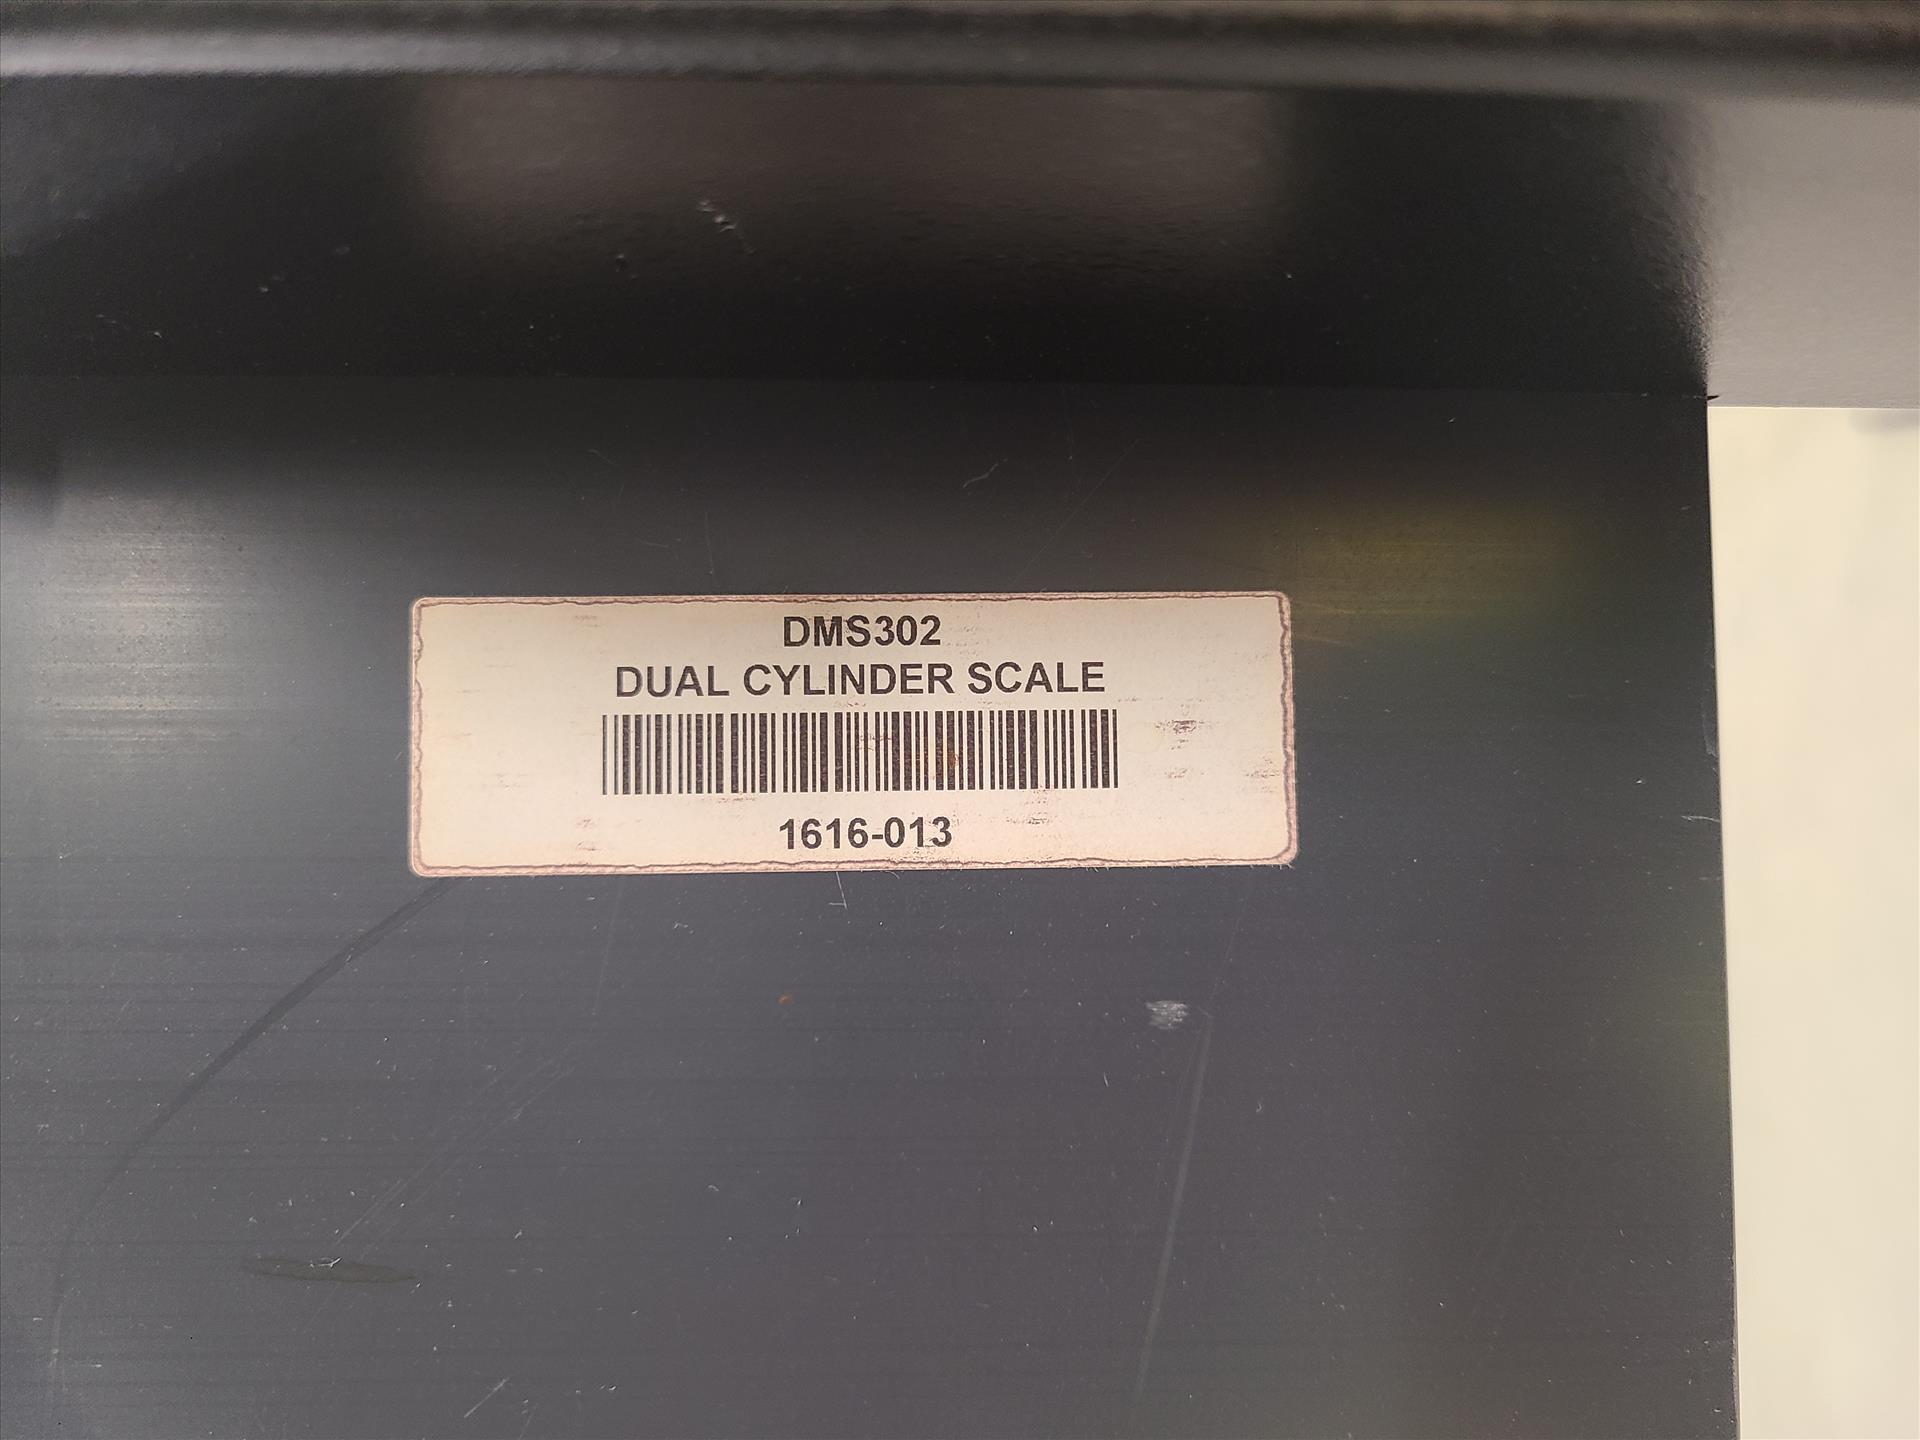 DMS302
DUAL CYLINDER SCALE
1616-013